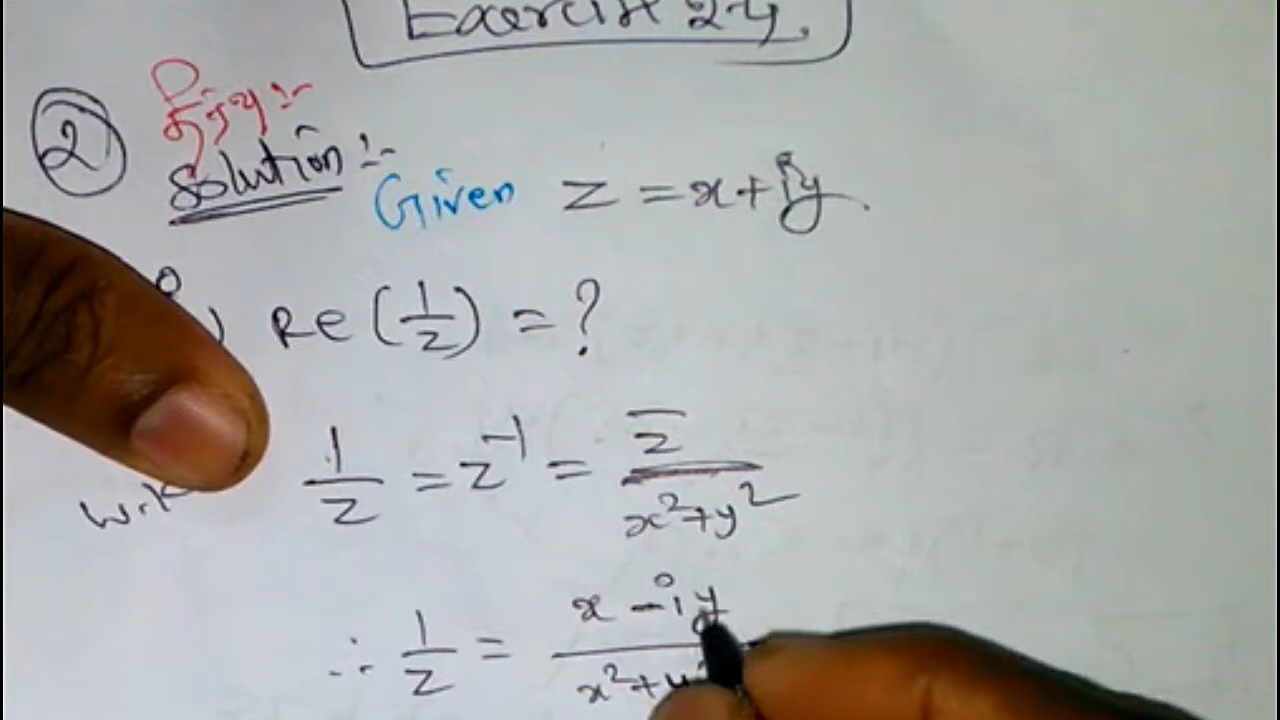 Exercise 2.4
② தீர்வு:-
Solution:- Given z = x+iy.
) Re(1/z) = ?
W.K
1/z = z⁻¹ = z̅/x²+y²
∴ 1/z = x - iy/x²+y²